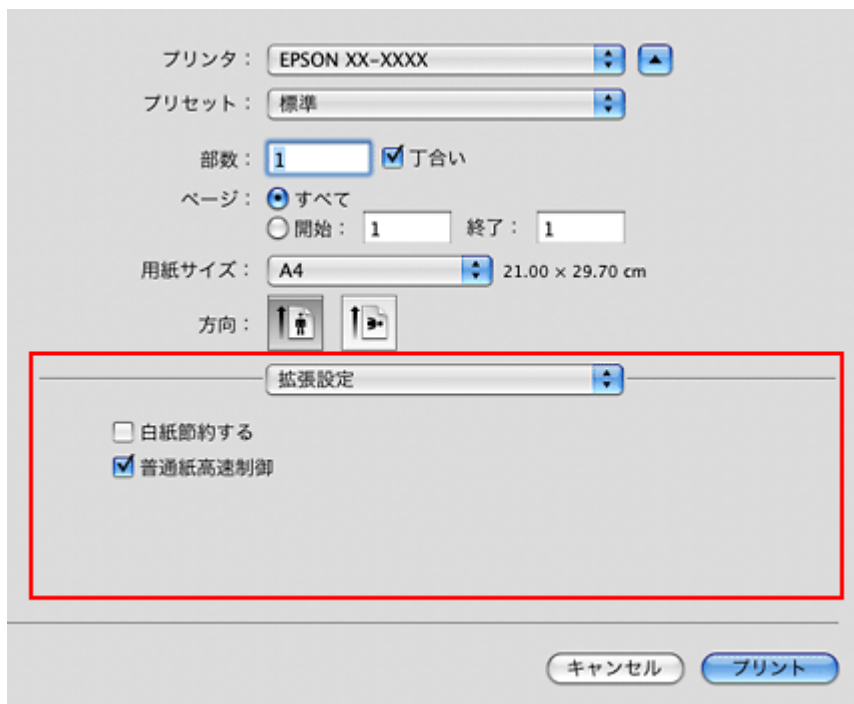 プリンタ： EPSON XX-XXXX
プリセット： 標準
部数： 1 丁合い
ページ： すべて
開始： 1 終了： 1
用紙サイズ： A4 21.00 × 29.70 cm
方向：
拡張設定
白紙節約する
普通紙高速制御
キャンセル プリント